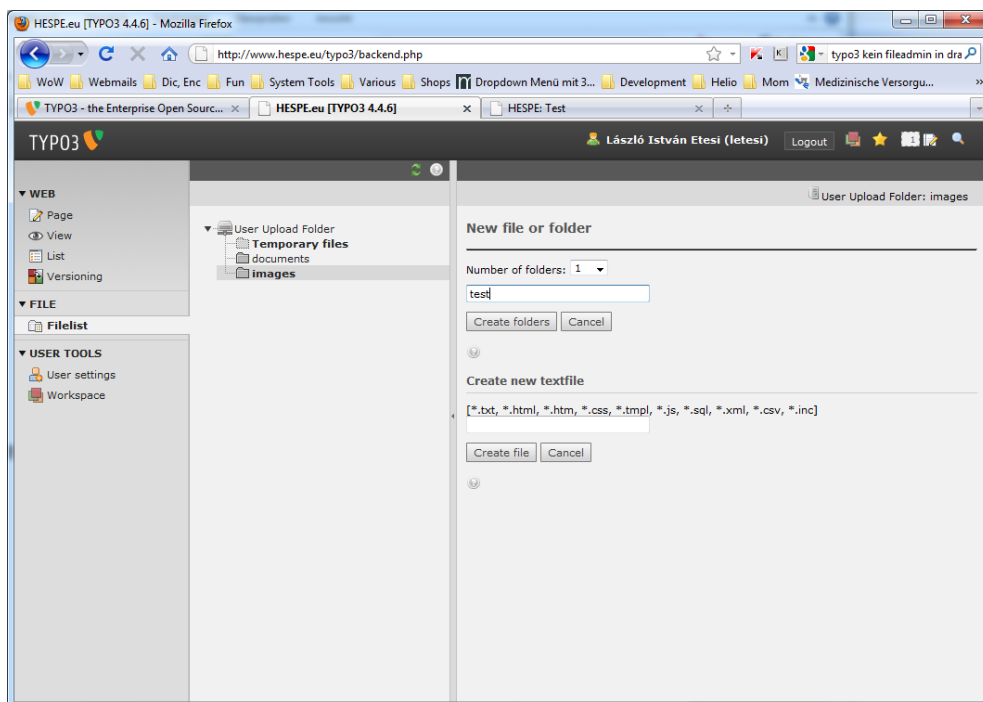 HESPE.eu [TYPO3 4.4.6] - Mozilla Firefox
http://www.hespe.eu/typo3/backend.php
typo3 kein fileadmin in dra
WoW Webmails Dic, Enc Fun System Tools Various Shops Dropdown Menü mit 3... Development Helio Mom Medizinische Versorgu... »
TYPO3 - the Enterprise Open Sourc... HESPE.eu [TYPO3 4.4.6] HESPE: Test
TYPO3
László István Etesi (letesi) Logout
User Upload Folder: images
WEB
Page
View
List
Versioning
FILE
Filelist
USER TOOLS
User settings
Workspace
User Upload Folder
Temporary files
documents
images
New file or folder
Number of folders: 1
test
Create folders Cancel
Create new textfile
[*.txt, *.html, *.htm, *.css, *.tmpl, *.js, *.sql, *.xml, *.csv, *.inc]
Create file Cancel